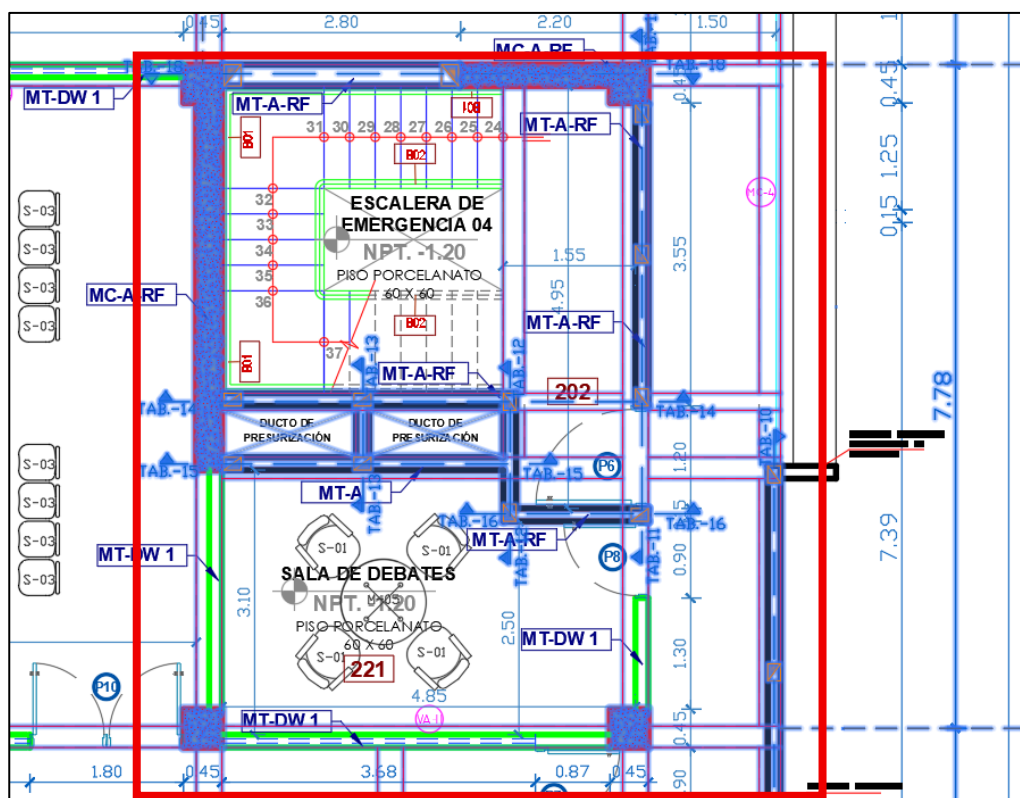 0.45
2.80
2.20
1.50
MC-A-RF
TAB.-18
TAB.-18
MT-DW 1
MT-A-RF
B01
0.45
0.45
31 30 29 28 27 26 25 24
MT-A-RF
B01
B02
1.25
32
33
34
35
36
37
ESCALERA DE
EMERGENCIA 04
NPT. -1.20
PISO PORCELANATO
60 X 60
MC-4
0.15
S-03
S-03
S-03
S-03
1.55
4.95
3.55
MC-A-RF
B02
MT-A-RF
B01
TAB.-13
MT-A-RF
TAB.-12
202
7.78
TAB.-14
TAB.-14
TAB.-10
DUCTO DE
PRESURIZACIÓN
DUCTO DE
PRESURIZACIÓN
1.20
S-03
S-03
S-03
S-03
TAB.-15
TAB.-15
P6
MT-A
TAB.-13
TAB.-16
TAB.-16
MT-A-RF
MT-DW 1
S-01
S-01
P8
TAB.-11
0.90
7.39
SALA DE DEBATES
NPT. -1.20
PISO PORCELANATO
60 X 60
3.10
2.50
S-01
S-01
221
MT-DW 1
1.30
P10
4.85
MT-DW 1
VA-1
0.45
1.80
0.45
3.68
0.87
0.45
0.90